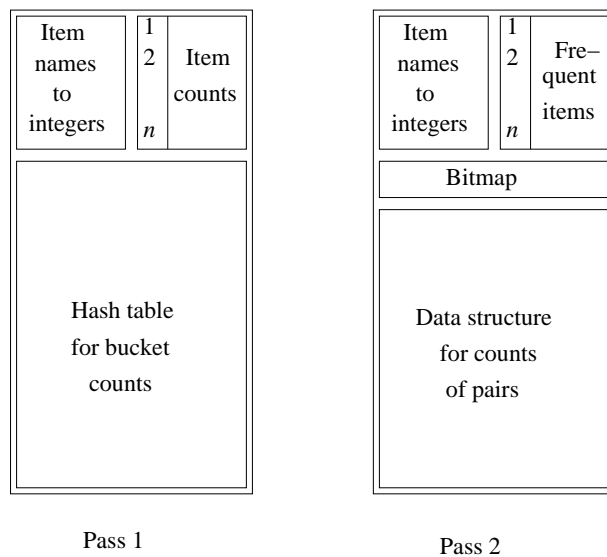 Item
names
to
integers
1
2
n
Item
counts
Hash table
for bucket
counts
Pass 1
Item
names
to
integers
1
2
n
Fre–
quent
items
Bitmap
Data structure
for counts
of pairs
Pass 2